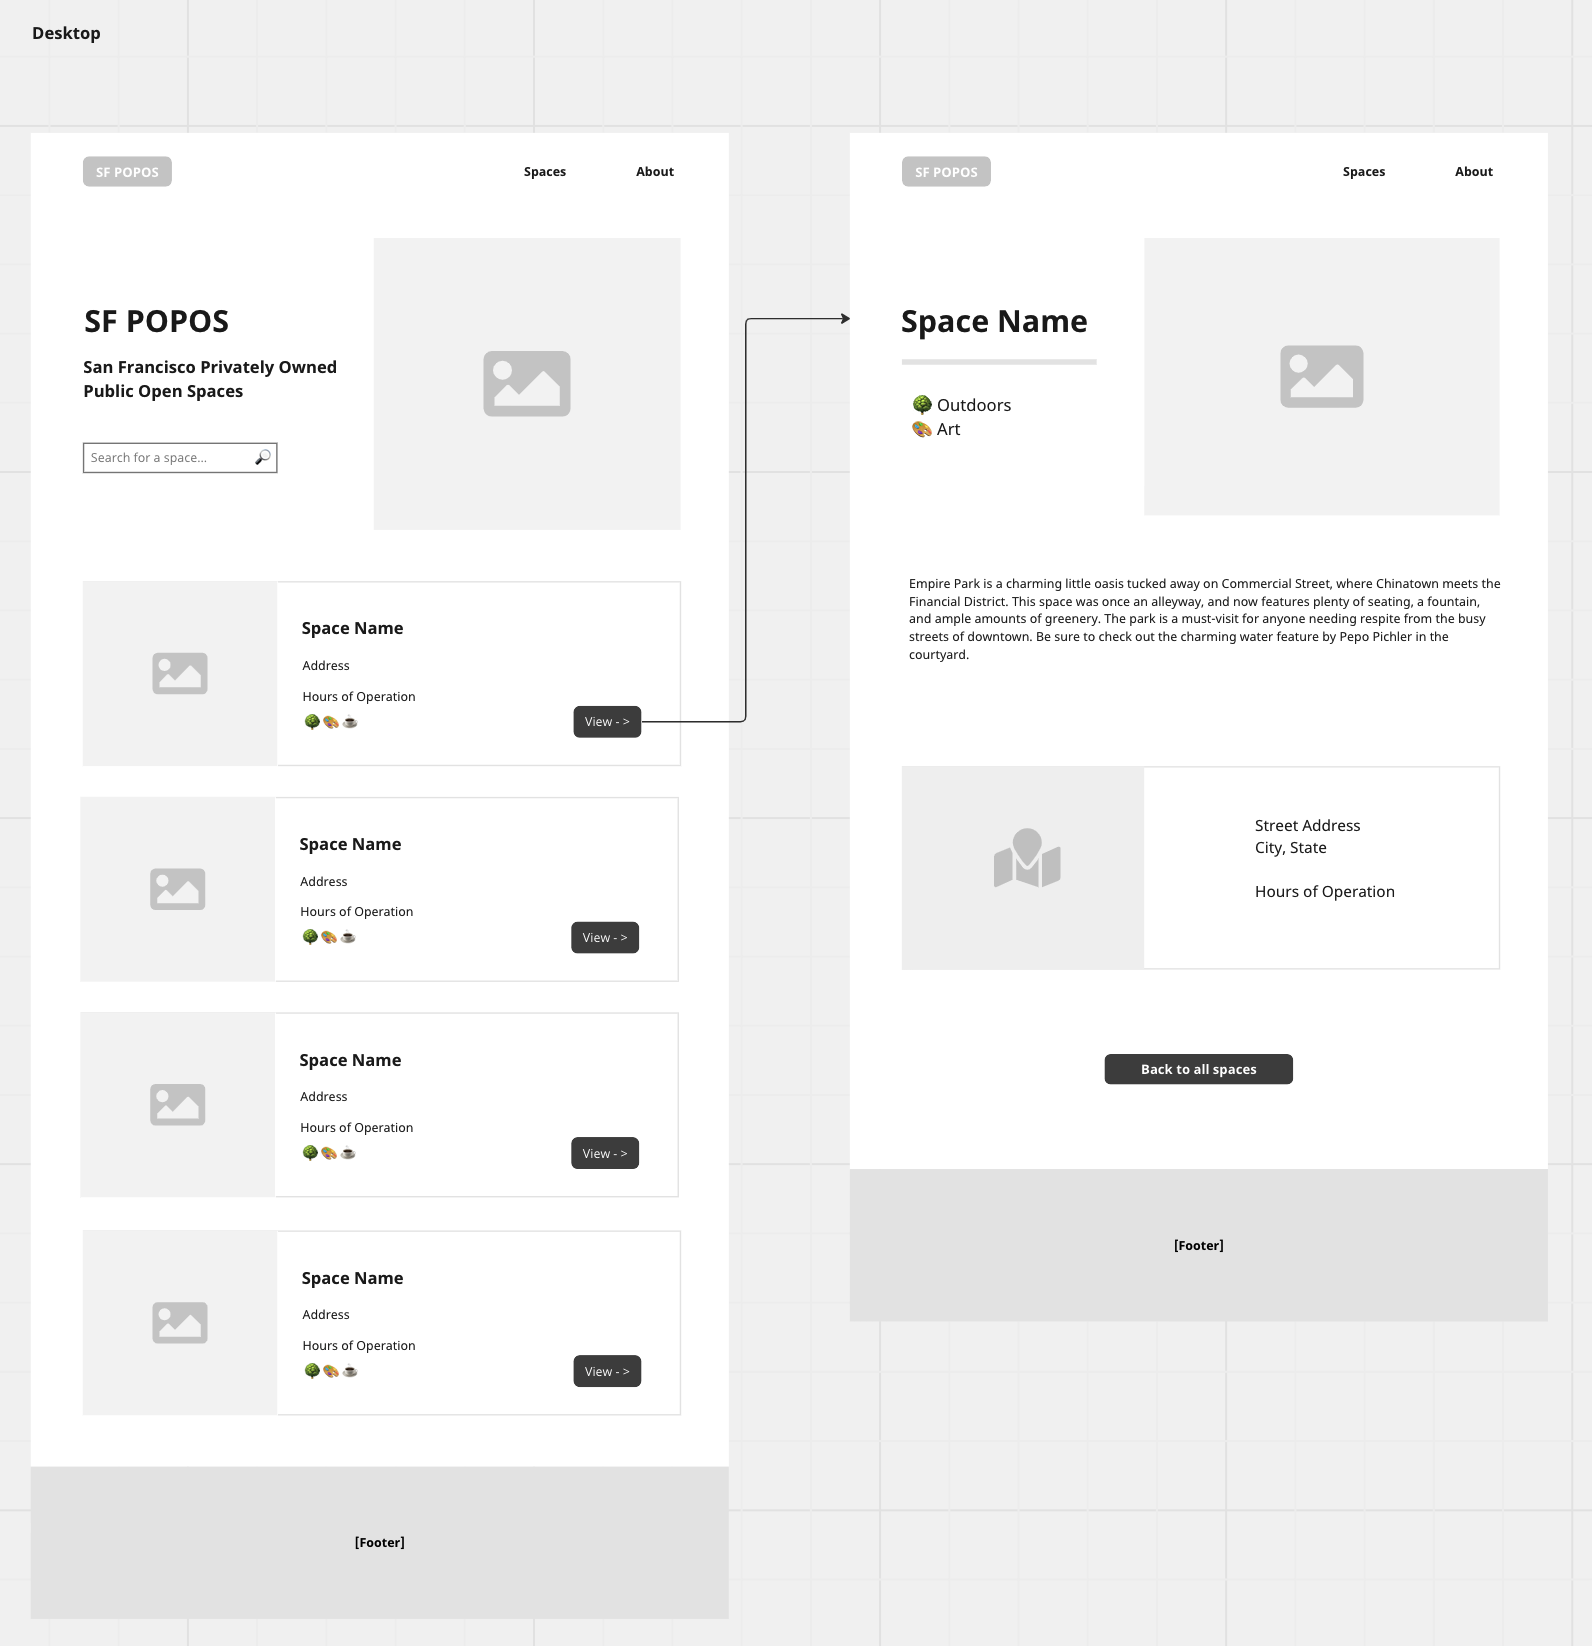 Desktop
SF POPOS
Spaces
About
SF POPOS
San Francisco Privately Owned
Public Open Spaces
Search for a space...
Space Name
Address
Hours of Operation
View - >
Space Name
Address
Hours of Operation
View - >
Space Name
Address
Hours of Operation
View - >
Space Name
Address
Hours of Operation
View - >
[Footer]
SF POPOS
Spaces
About
Space Name
Outdoors
Art
Empire Park is a charming little oasis tucked away on Commercial Street, where Chinatown meets the
Financial District. This space was once an alleyway, and now features plenty of seating, a fountain,
and ample amounts of greenery. The park is a must-visit for anyone needing respite from the busy
streets of downtown. Be sure to check out the charming water feature by Pepo Pichler in the
courtyard.
Street Address
City, State
Hours of Operation
Back to all spaces
[Footer]